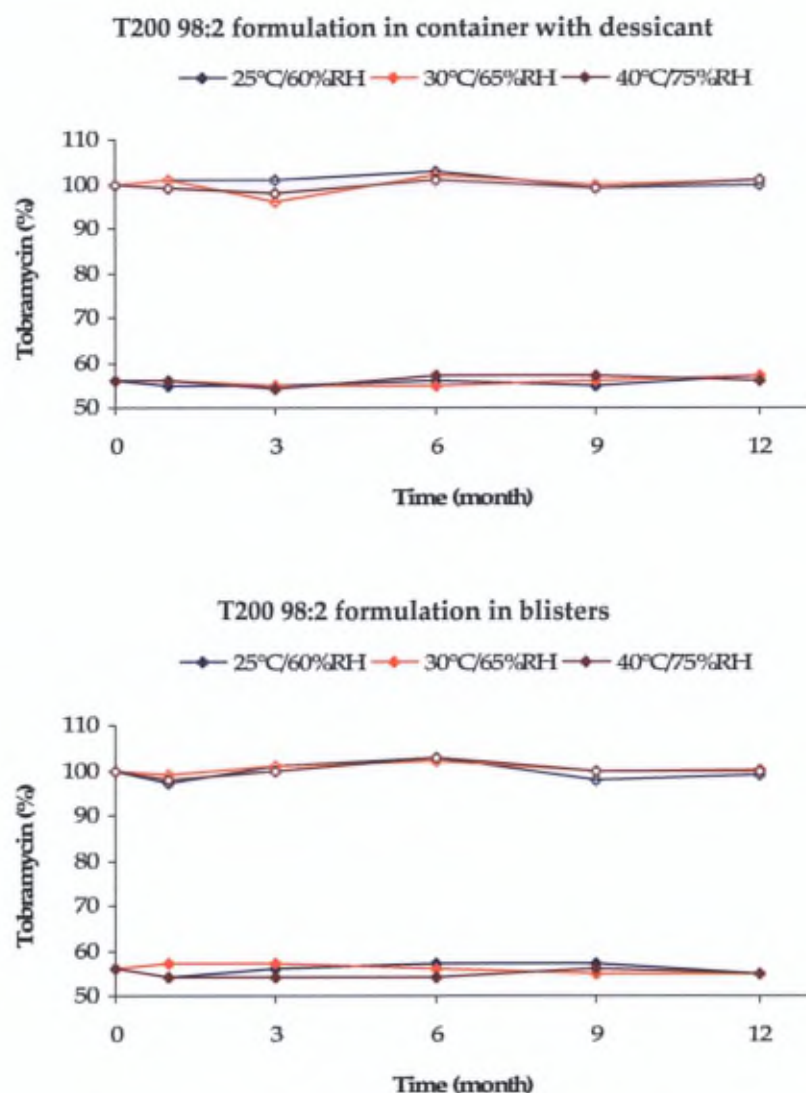 T200 98:2 formulation in container with dessicant
25°C/60%RH 30°C/65%RH 40°C/75%RH
110
100
90
80
70
60
50
Tobramycin (%)
0 3 6 9 12
Time (month)
T200 98:2 formulation in blisters
25°C/60%RH 30°C/65%RH 40°C/75%RH
110
100
90
80
70
60
50
Tobramycin (%)
0 3 6 9 12
Time (month)